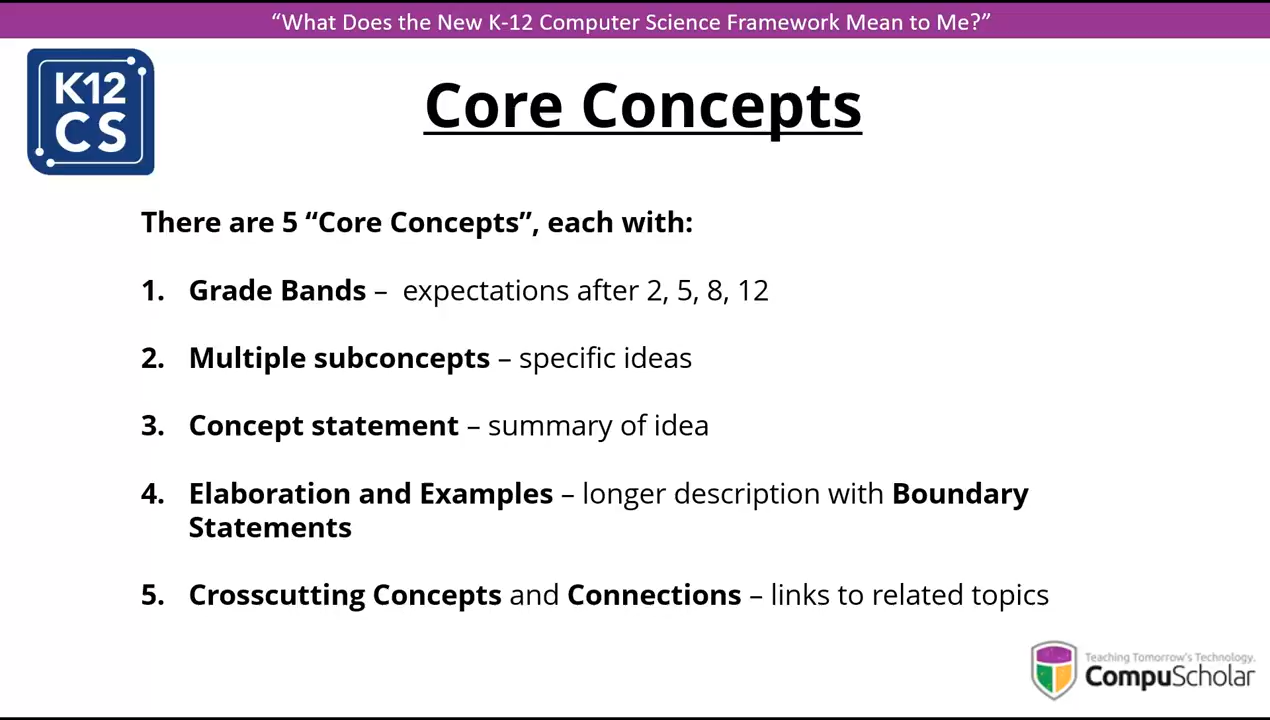 “What Does the New K-12 Computer Science Framework Mean to Me?”
K12
CS
Core Concepts
There are 5 “Core Concepts”, each with:
1. Grade Bands – expectations after 2, 5, 8, 12
2. Multiple subconcepts – specific ideas
3. Concept statement – summary of idea
4. Elaboration and Examples – longer description with Boundary
Statements
5. Crosscutting Concepts and Connections – links to related topics
Teaching Tomorrow's Technology.
CompuScholar